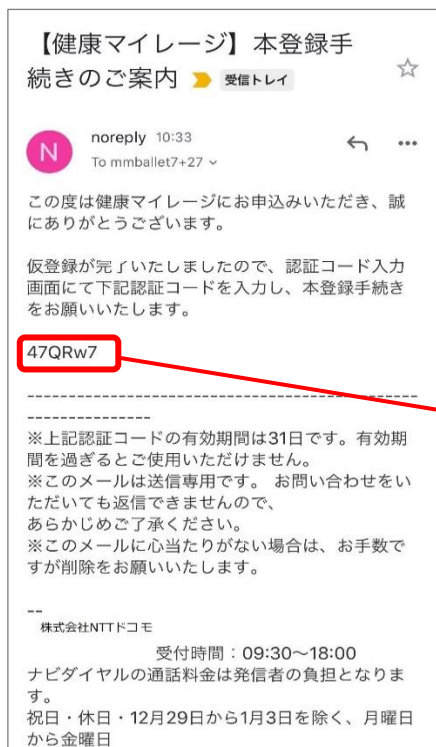 【健康マイレージ】本登録手
続きのご案内 受信トレイ
N
noreply 10:33
To mmballet7+27
この度は健康マイレージにお申込みいただき、誠
にありがとうございます。
仮登録が完了いたしましたので、認証コード入力
画面にて下記認証コードを入力し、本登録手続き
をお願いいたします。
47QRw7
-----------------------------------------------
---------------
※上記認証コードの有効期間は31日です。有効期
間を過ぎるとご使用いただけません。
※このメールは送信専用です。 お問い合わせをい
ただいても返信できませんので、
あらかじめご了承ください。
※このメールに心当たりがない場合は、お手数で
すが削除をお願いいたします。
--
株式会社NTTドコモ
受付時間：09:30～18:00
ナビダイヤルの通話料金は発信者の負担となりま
す。
祝日・休日・12月29日から1月3日を除く、月曜日
から金曜日